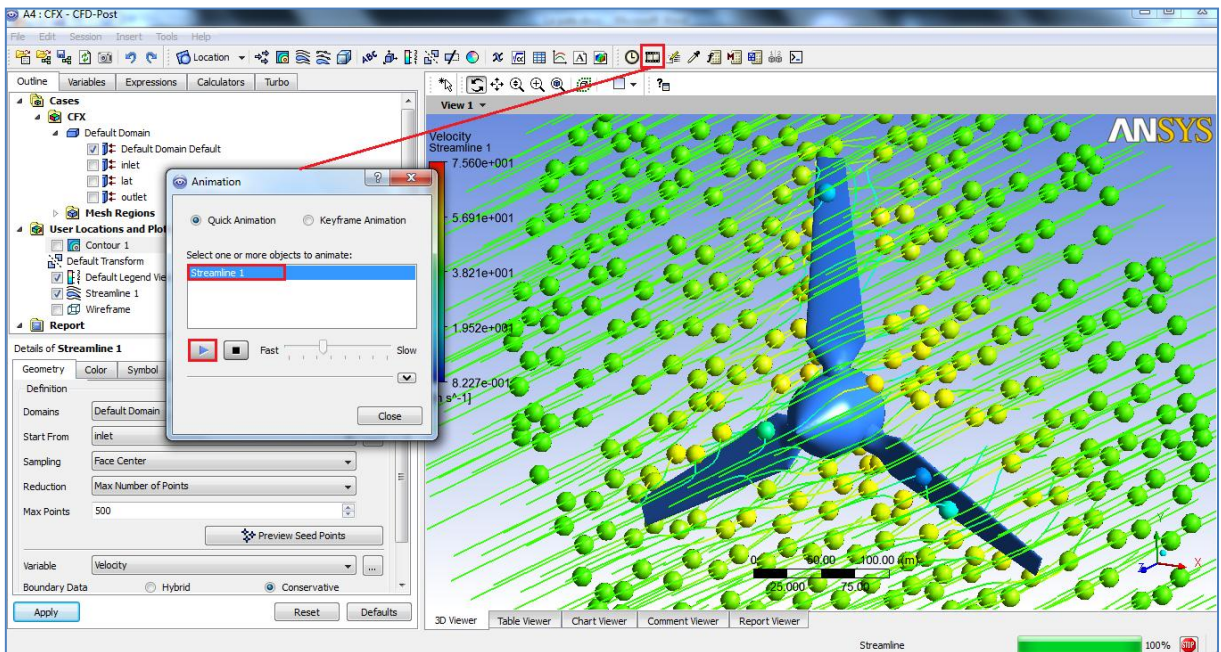 A4 : CFX - CFD-Post
File Edit Session Insert Tools Help
Location
Outline Variables Expressions Calculators Turbo
Cases
CFX
Default Domain
Default Domain Default
inlet
lat
outlet
Mesh Regions
User Locations and Plot
Contour 1
Default Transform
Default Legend Vie
Streamline 1
Wireframe
Report
Details of Streamline 1
Geometry Color Symbol
Definition
Domains Default Domain
Start From inlet
Sampling Face Center
Reduction Max Number of Points
Max Points 500
Preview Seed Points
Variable Velocity ...
Boundary Data Hybrid Conservative
Apply Reset Defaults
Animation
Quick Animation Keyframe Animation
Select one or more objects to animate:
Streamline 1
Fast Slow
Close
View 1
Velocity
Streamline 1
7.560e+001
5.691e+001
3.821e+001
1.952e+001
8.227e-001
s^-1]
ANSYS
0 50.00 100.00 (m)
25.000 75.00
Y
Z X
3D Viewer Table Viewer Chart Viewer Comment Viewer Report Viewer
Streamline 100% STOP